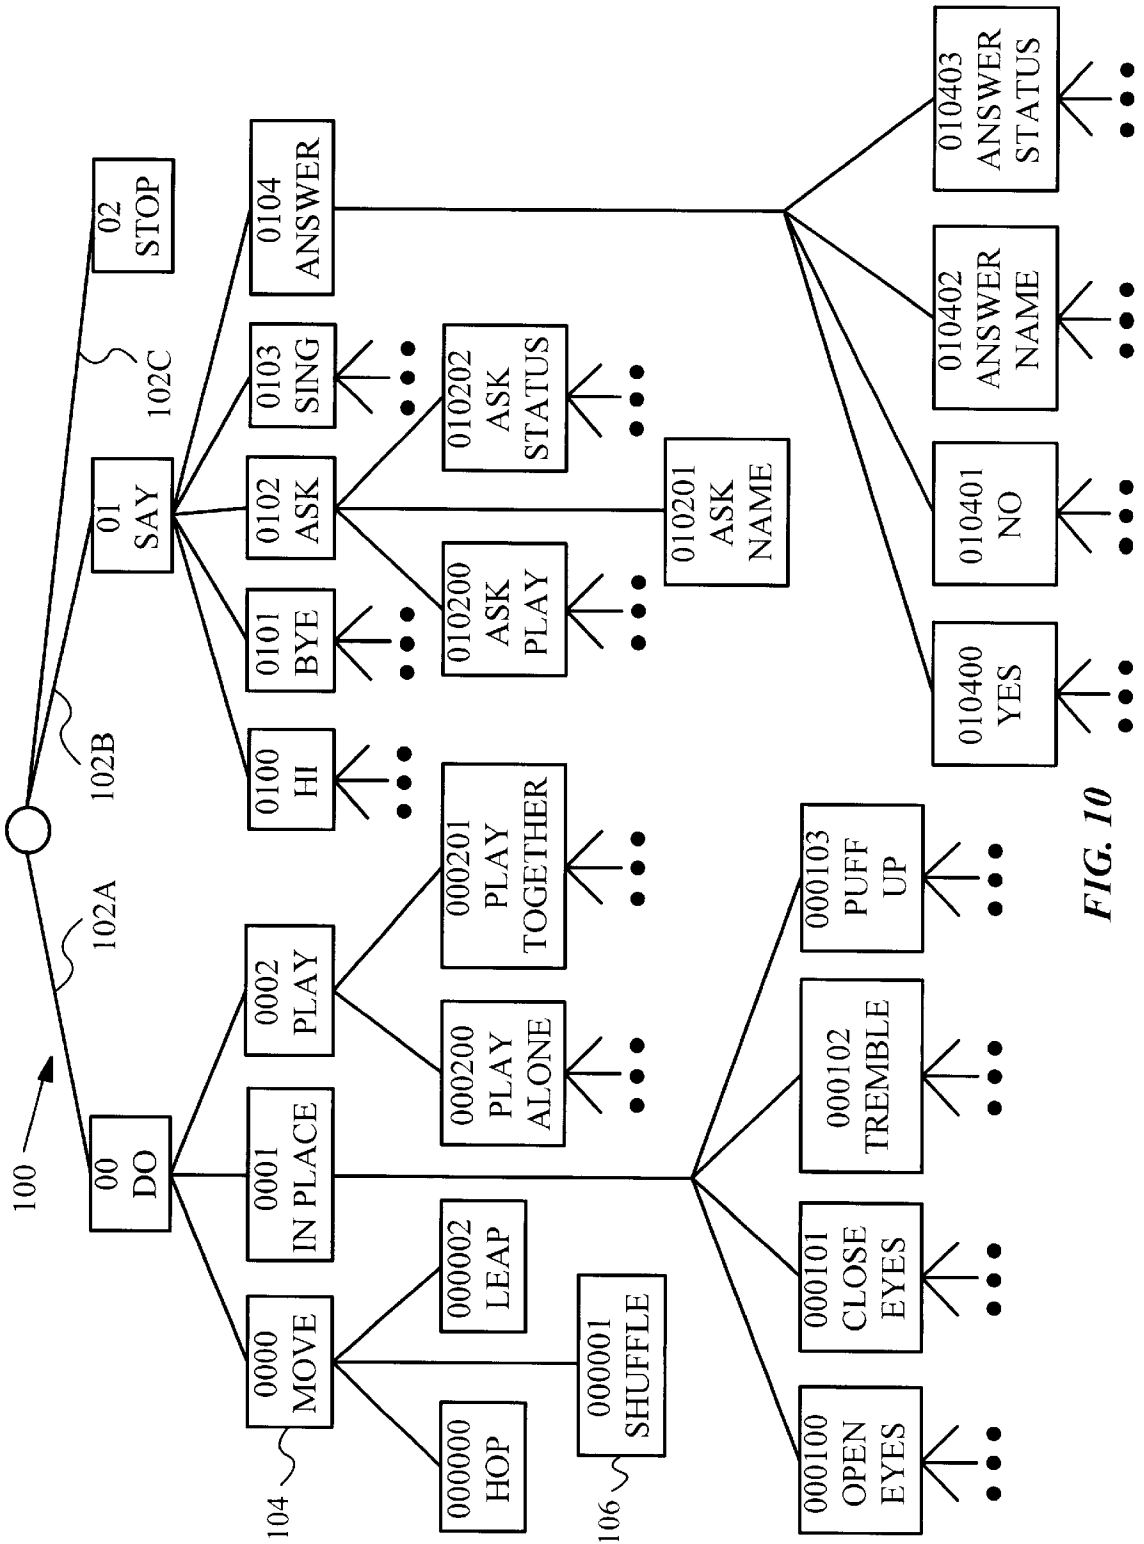 100
102A
102B
102C
00
DO
01
SAY
02
STOP
0000
MOVE
104
0001
IN PLACE
0002
PLAY
0100
HI
0101
BYE
0102
ASK
0103
SING
0104
ANSWER
000000
HOP
000002
LEAP
000200
PLAY
ALONE
000201
PLAY
TOGETHER
010200
ASK
PLAY
010202
ASK
STATUS
000001
SHUFFLE
106
010201
ASK
NAME
000100
OPEN
EYES
000101
CLOSE
EYES
000102
TREMBLE
000103
PUFF
UP
010400
YES
010401
NO
010402
ANSWER
NAME
010403
ANSWER
STATUS
FIG. 10